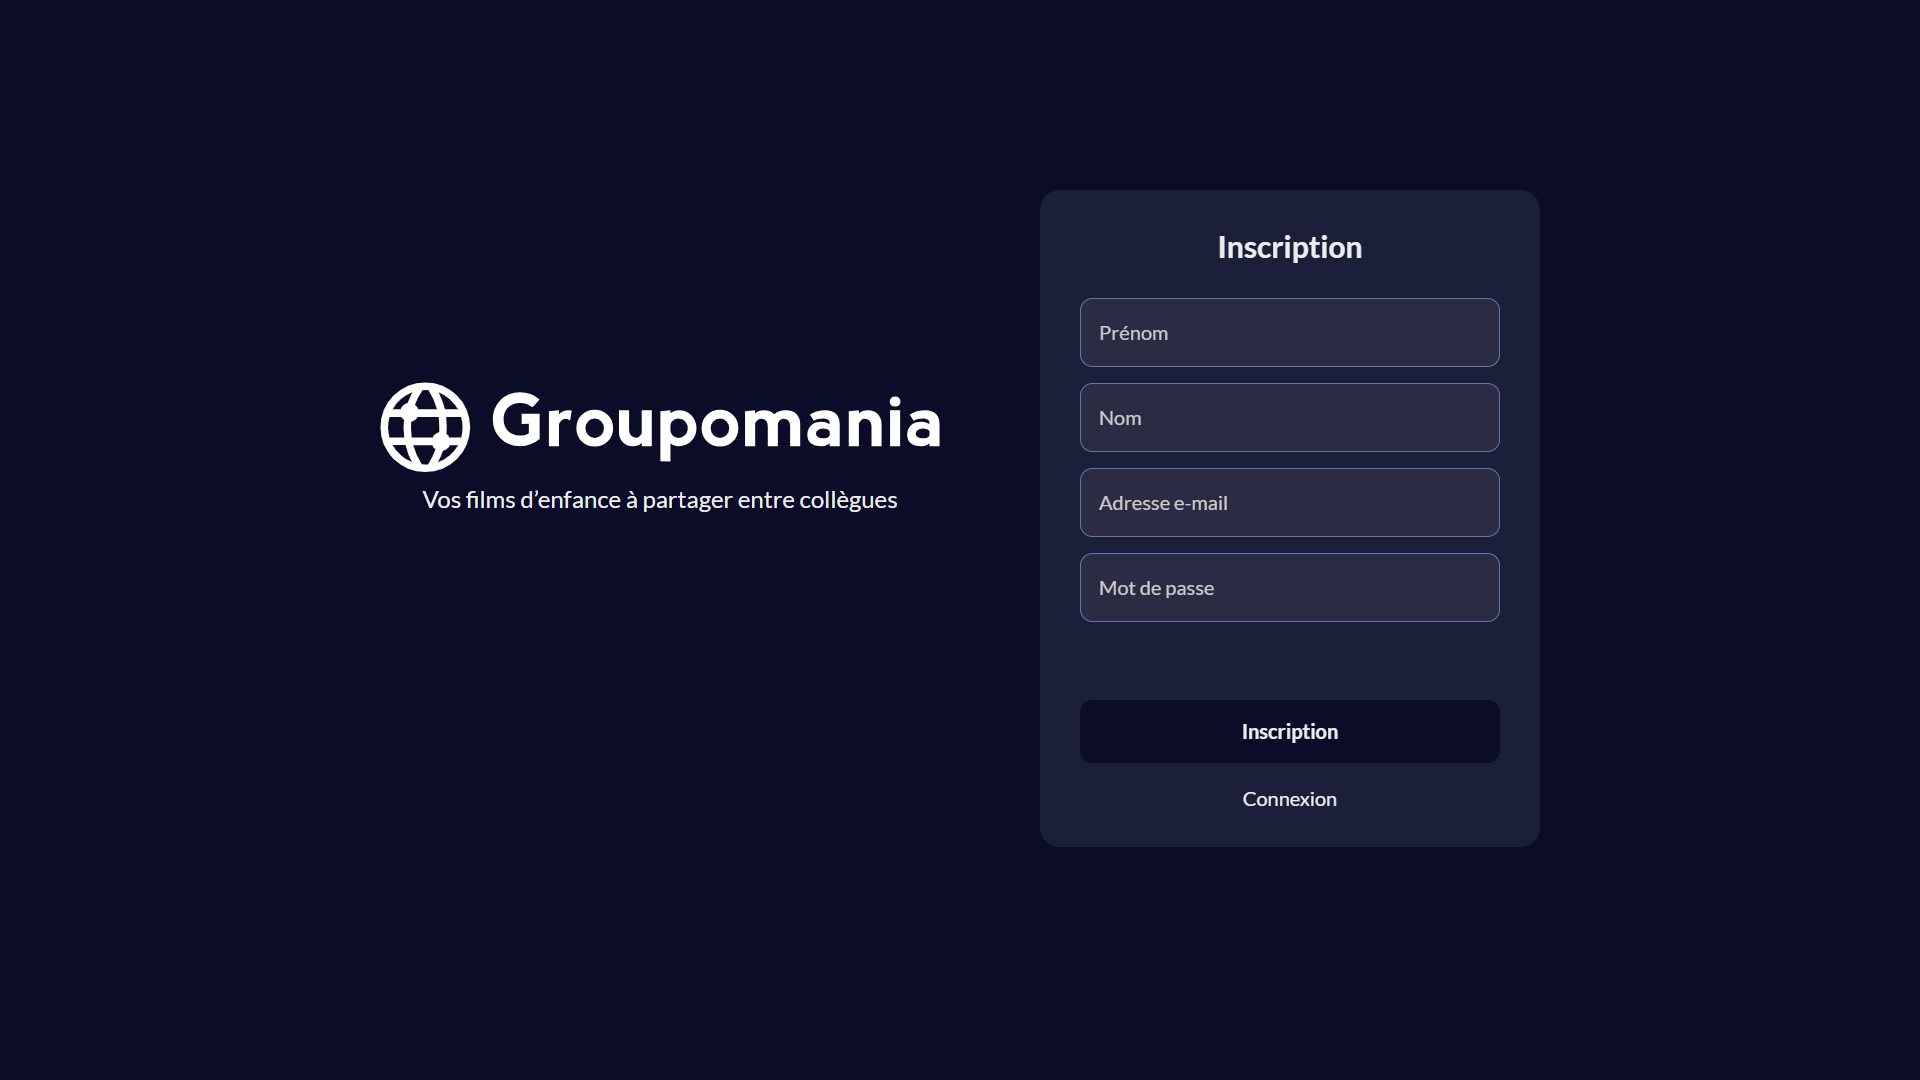 Groupomania
Vos films d’enfance à partager entre collègues
Inscription
Prénom
Nom
Adresse e-mail
Mot de passe
Inscription
Connexion